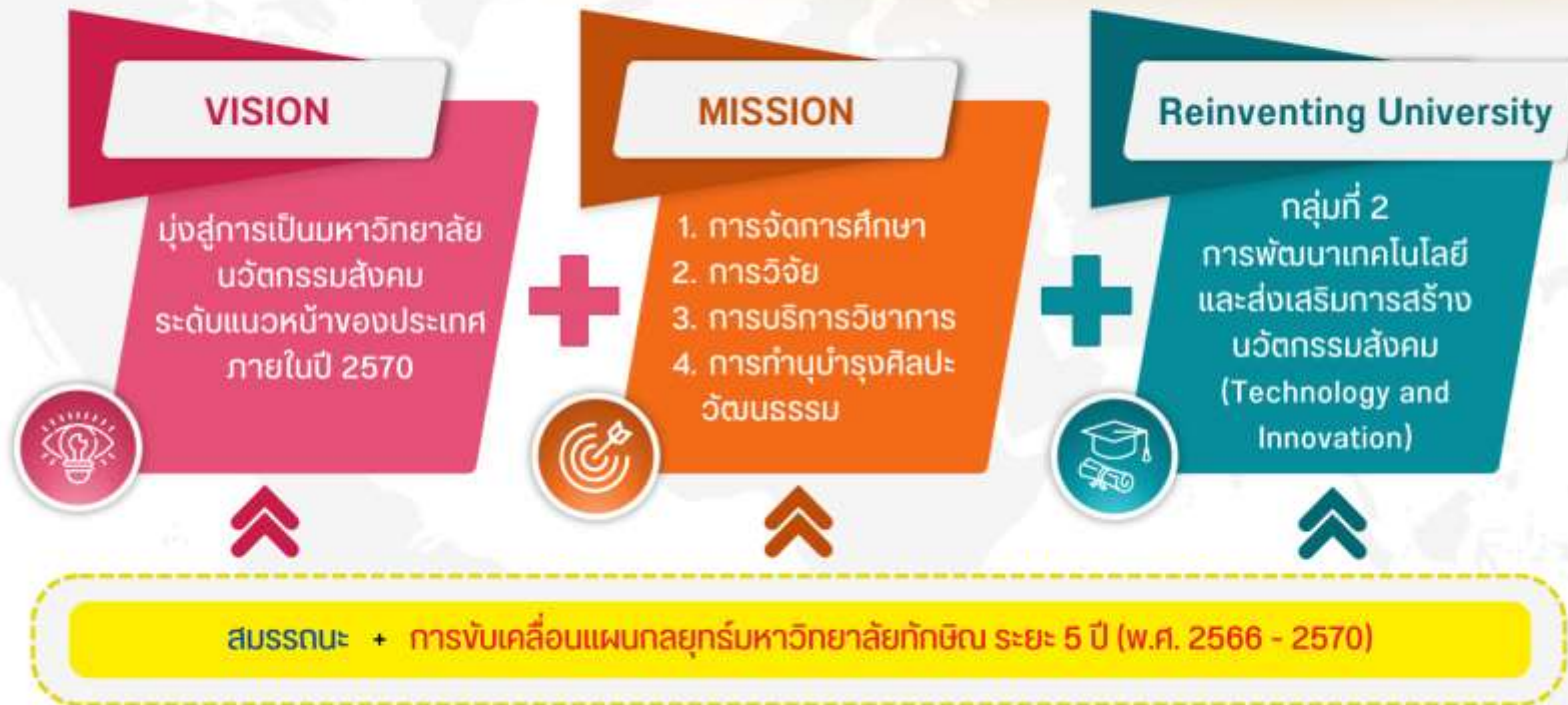 VISION
มุ่งสู่การเป็นมหาวิทยาลัย
นวัตกรรมสังคม
ระดับแนวหน้าของประเทศ
ภายในปี 2570
MISSION
1. การจัดการศึกษา
2. การวิจัย
3. การบริการวิชาการ
4. การทำนุบำรุงศิลปะ
วัฒนธรรม
Reinventing University
กลุ่มที่ 2
การพัฒนาเทคโนโลยี
และส่งเสริมการสร้าง
นวัตกรรมสังคม
(Technology and
Innovation)
สมรรถนะ + การขับเคลื่อนแผนกลยุทธ์มหาวิทยาลัยทักษิณ ระยะ 5 ปี (พ.ศ. 2566 - 2570)